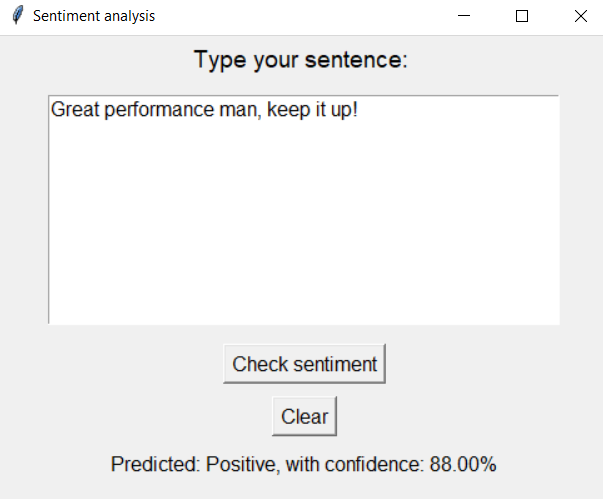 Sentiment analysis
Type your sentence:
Great performance man, keep it up!
Check sentiment
Clear
Predicted: Positive, with confidence: 88.00%